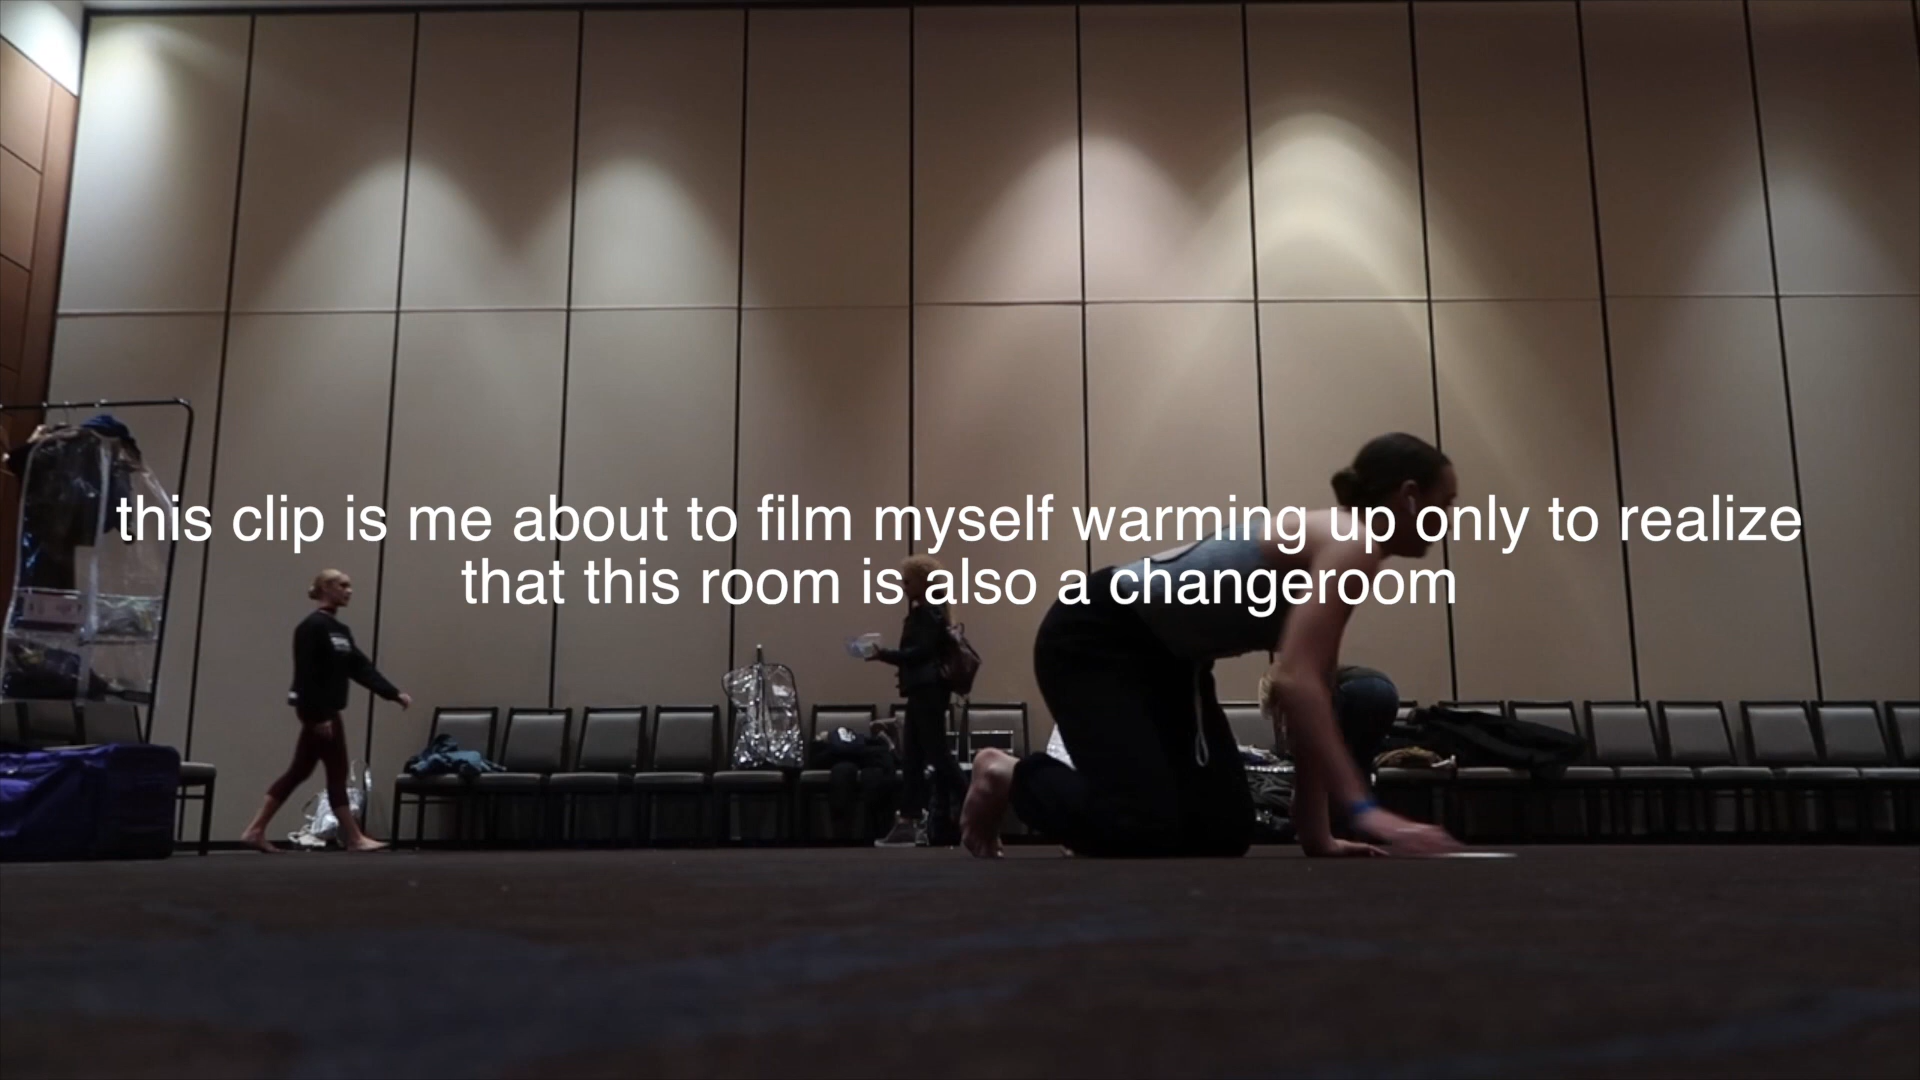 this clip is me about to film myself warming up only to realize
that this room is also a changeroom